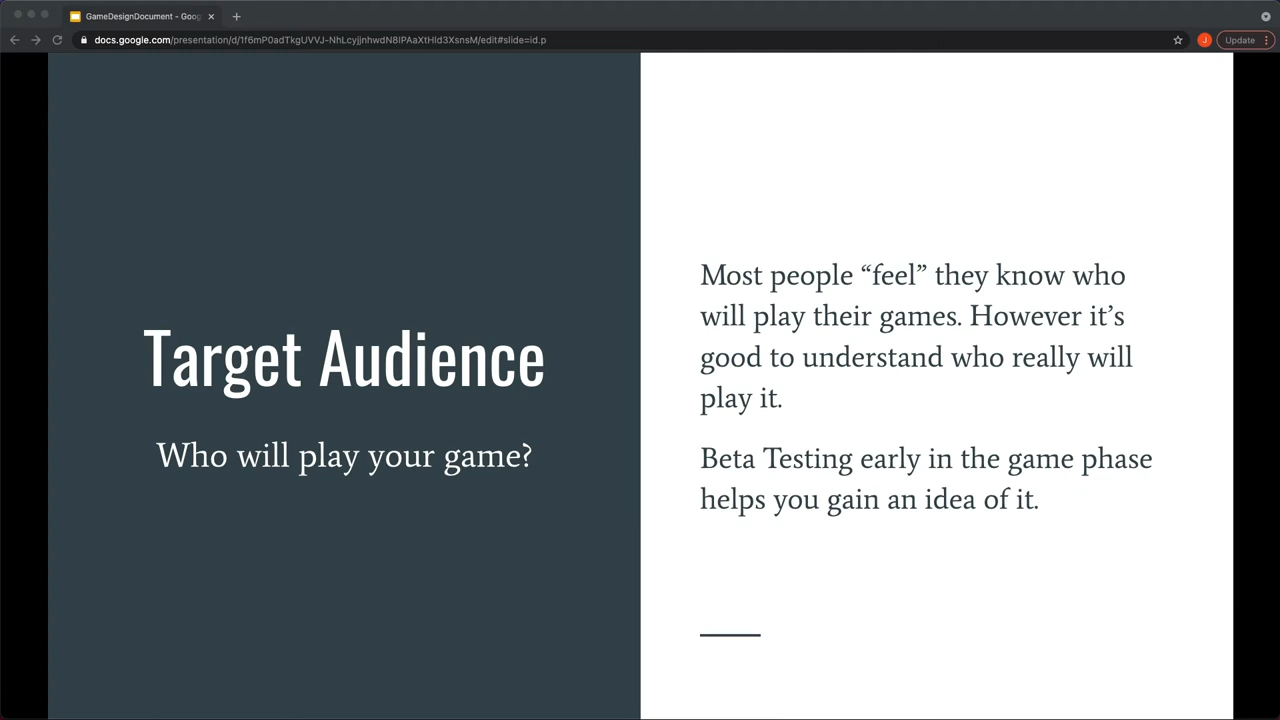 GameDesignDocument - Goog
docs.google.com/presentation/d/1f6mP0adTkgUVVJ-NhLcyjJnhwdN8lPAaXtHld3XsnsM/edit#slide=id.p
J
Update
Target Audience
Who will play your game?
Most people “feel” they know who
will play their games. However it’s
good to understand who really will
play it.
Beta Testing early in the game phase
helps you gain an idea of it.